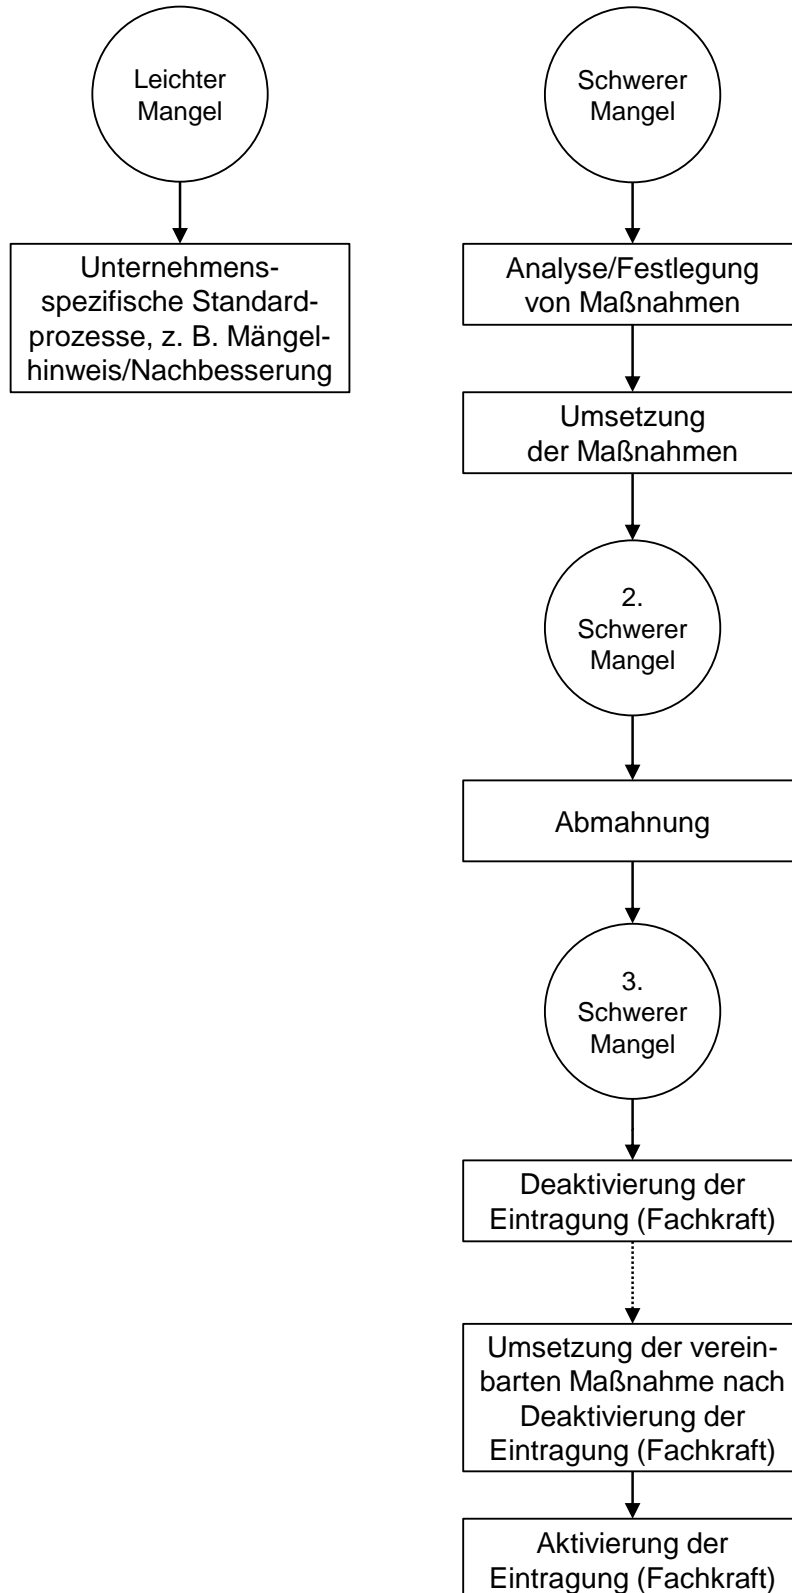 Leichter
Mangel
Unternehmens-
spezifische Standard-
prozesse, z. B. Mängel-
hinweis/Nachbesserung
Schwerer
Mangel
Analyse/Festlegung
von Maßnahmen
Umsetzung
der Maßnahmen
2.
Schwerer
Mangel
Abmahnung
3.
Schwerer
Mangel
Deaktivierung der
Eintragung (Fachkraft)
Umsetzung der verein-
barten Maßnahme nach
Deaktivierung der
Eintragung (Fachkraft)
Aktivierung der
Eintragung (Fachkraft)